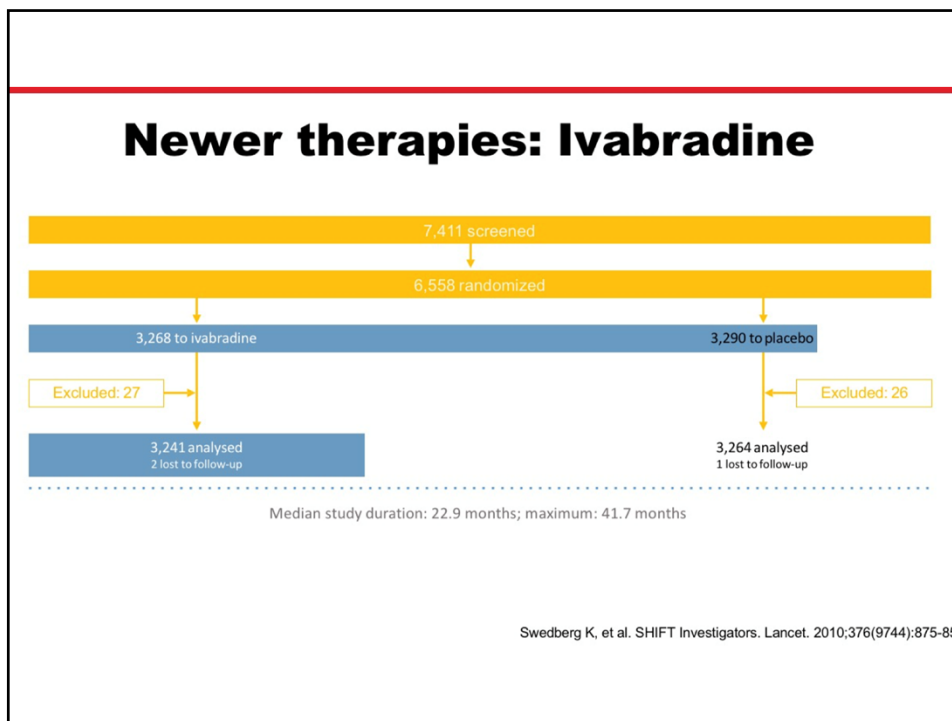 Newer therapies: Ivabradine
7,411 screened
6,558 randomized
3,268 to ivabradine
3,290 to placebo
Excluded: 27
Excluded: 26
3,241 analysed
2 lost to follow-up
3,264 analysed
1 lost to follow-up
Median study duration: 22.9 months; maximum: 41.7 months
Swedberg K, et al. SHIFT Investigators. Lancet. 2010;376(9744):875-85